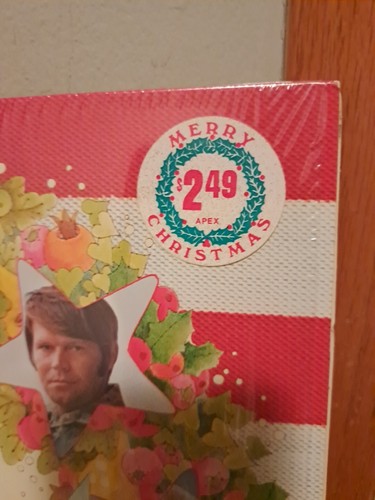 MERRY
$2.49
APEX
CHRISTMAS